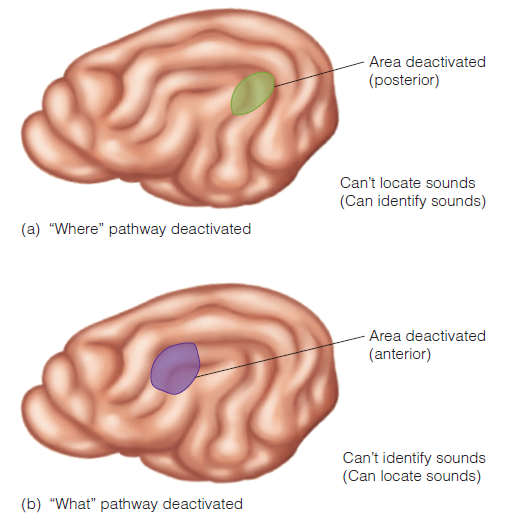 Area deactivated
(posterior)
Can’t locate sounds
(Can identify sounds)
(a) “Where” pathway deactivated
Area deactivated
(anterior)
Can’t identify sounds
(Can locate sounds)
(b) “What” pathway deactivated